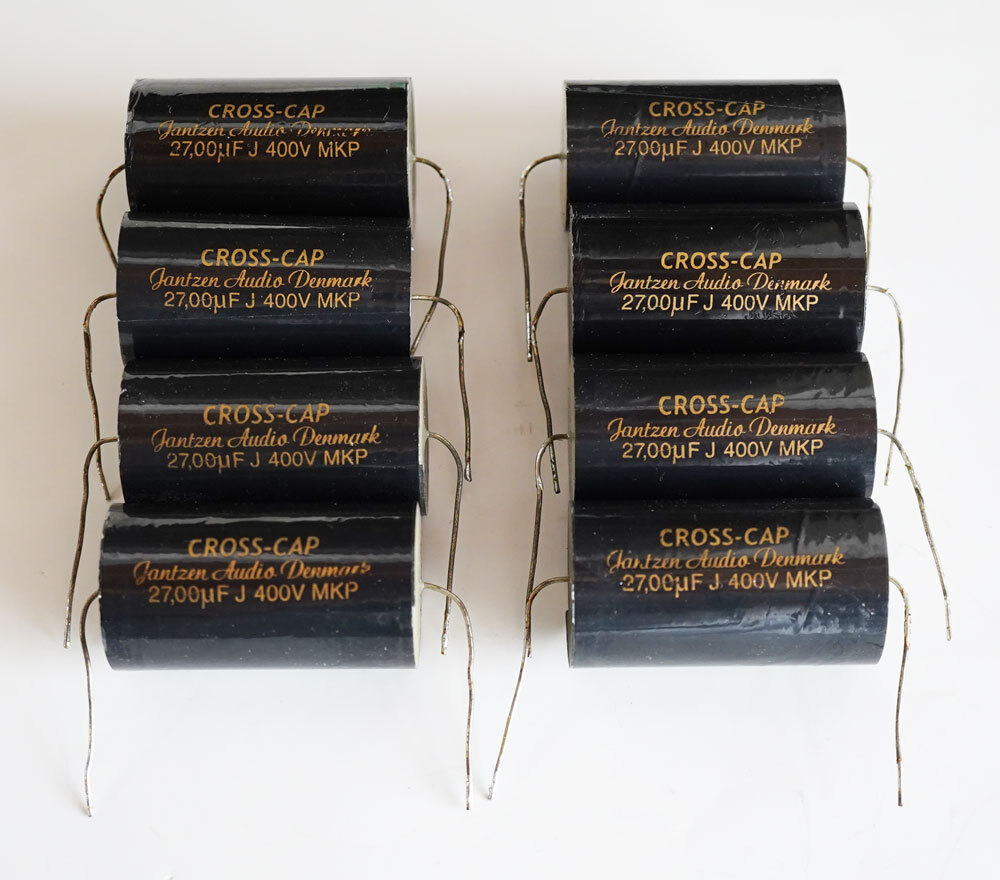 CROSS-CAP
Jantzen Audio Denmark
27,00µF J 400V MKP
CROSS-CAP
Jantzen Audio Denmark
27,00µF J 400V MKP
CROSS-CAP
Jantzen Audio Denmark
27,00µF J 400V MKP
CROSS-CAP
Jantzen Audio Denmark
27,00µF J 400V MKP
CROSS-CAP
Jantzen Audio Denmark
27,00µF J 400V MKP
CROSS-CAP
Jantzen Audio Denmark
27,00µF J 400V MKP
CROSS-CAP
Jantzen Audio Denmark
27,00µF J 400V MKP
CROSS-CAP
Jantzen Audio Denmark
27,00µF J 400V MKP